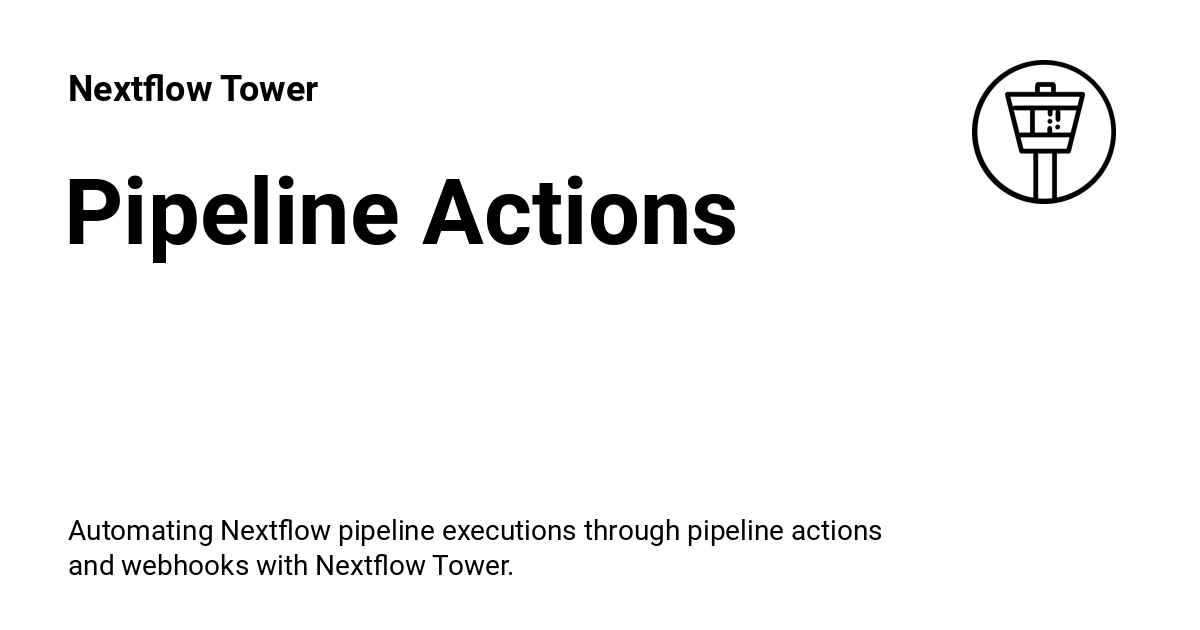 Nextflow Tower
Pipeline Actions
Automating Nextflow pipeline executions through pipeline actions
and webhooks with Nextflow Tower.